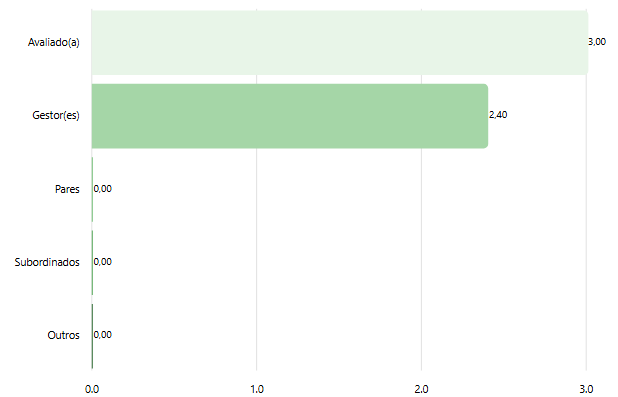 Avaliado(a) 3,00
Gestor(es) 2,40
Pares 0,00
Subordinados 0,00
Outros 0,00
0.0 1.0 2.0 3.0